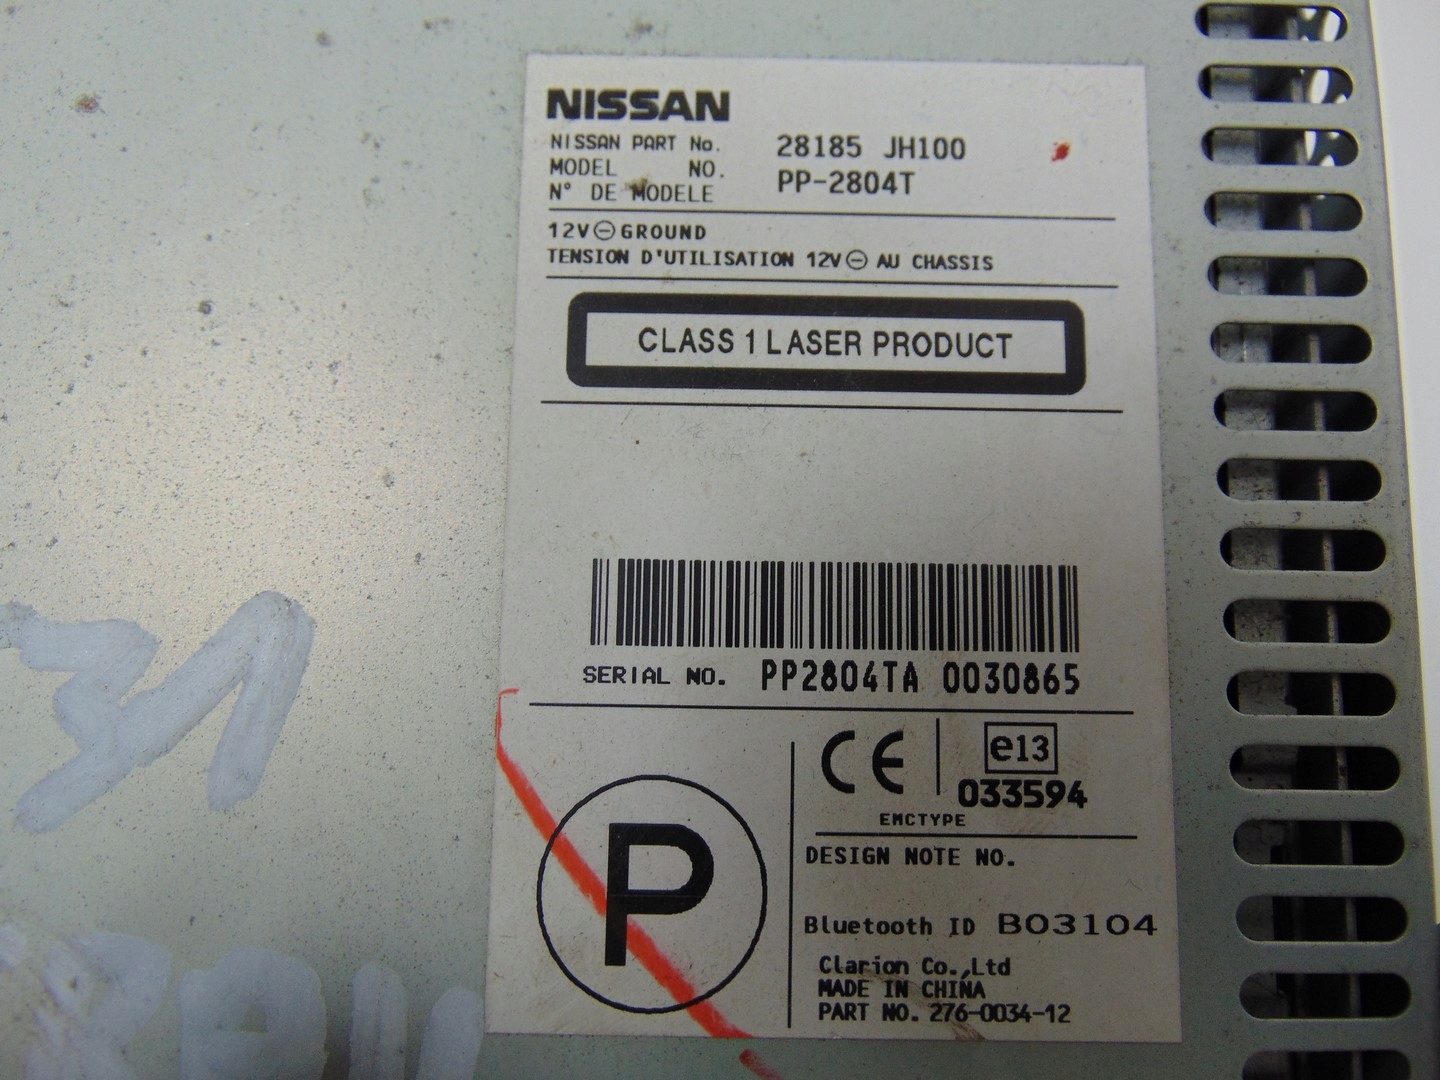 NISSAN
NISSAN PART No. 28185 JH100
MODEL NO. PP-2804T
N° DE MODELE
12V⊖GROUND
TENSION D'UTILISATION 12V⊖ AU CHASSIS
CLASS 1 LASER PRODUCT
SERIAL NO. PP2804TA 0030865
CE
e13
033594
EMCTYPE
P
DESIGN NOTE NO.
Bluetooth ID B03104
Clarion Co.,Ltd
MADE IN CHINA
PART NO. 276-0034-12